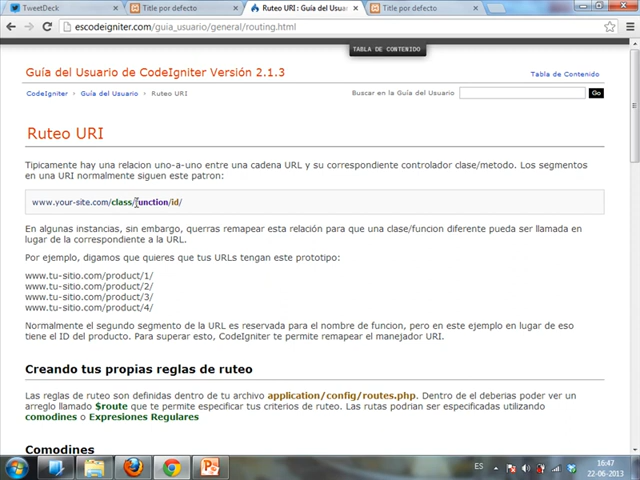 TweetDeck
Título por defecto
Ruteo URI : Guia del Usuar
Título por defecto
escodeigniter.com/guia_usuario/general/routing.html
TABLA DE CONTENIDO
Guía del Usuario de CodeIgniter Versión 2.1.3
Tabla de Contenido
CodeIgniter › Guía del Usuario › Ruteo URI
Buscar en la Guía del Usuario
Go
Ruteo URI
Tipicamente hay una relacion uno-a-uno entre una cadena URL y su correspondiente controlador clase/metodo. Los segmentos
en una URI normalmente siguen este patron:
www.your-site.com/class/function/id/
En algunas instancias, sin embargo, querras remapear esta relación para que una clase/funcion diferente pueda ser llamada en
lugar de la correspondiente a la URL.
Por ejemplo, digamos que quieres que tus URLs tengan este prototipo:
www.tu-sitio.com/product/1/
www.tu-sitio.com/product/2/
www.tu-sitio.com/product/3/
www.tu-sitio.com/product/4/
Normalmente el segundo segmento de la URL es reservada para el nombre de funcion, pero en este ejemplo en lugar de eso
tiene el ID del producto. Para superar esto, CodeIgniter te permite remapear el manejador URI.
Creando tus propias reglas de ruteo
Las reglas de ruteo son definidas dentro de tu archivo application/config/routes.php. Dentro de el deberias poder ver un
arreglo llamado $route que te permite especificar tus criterios de ruteo. Las rutas podrian ser especificadas utilizando
comodines o Expresiones Regulares
Comodines
ES
16:47
22-06-2013